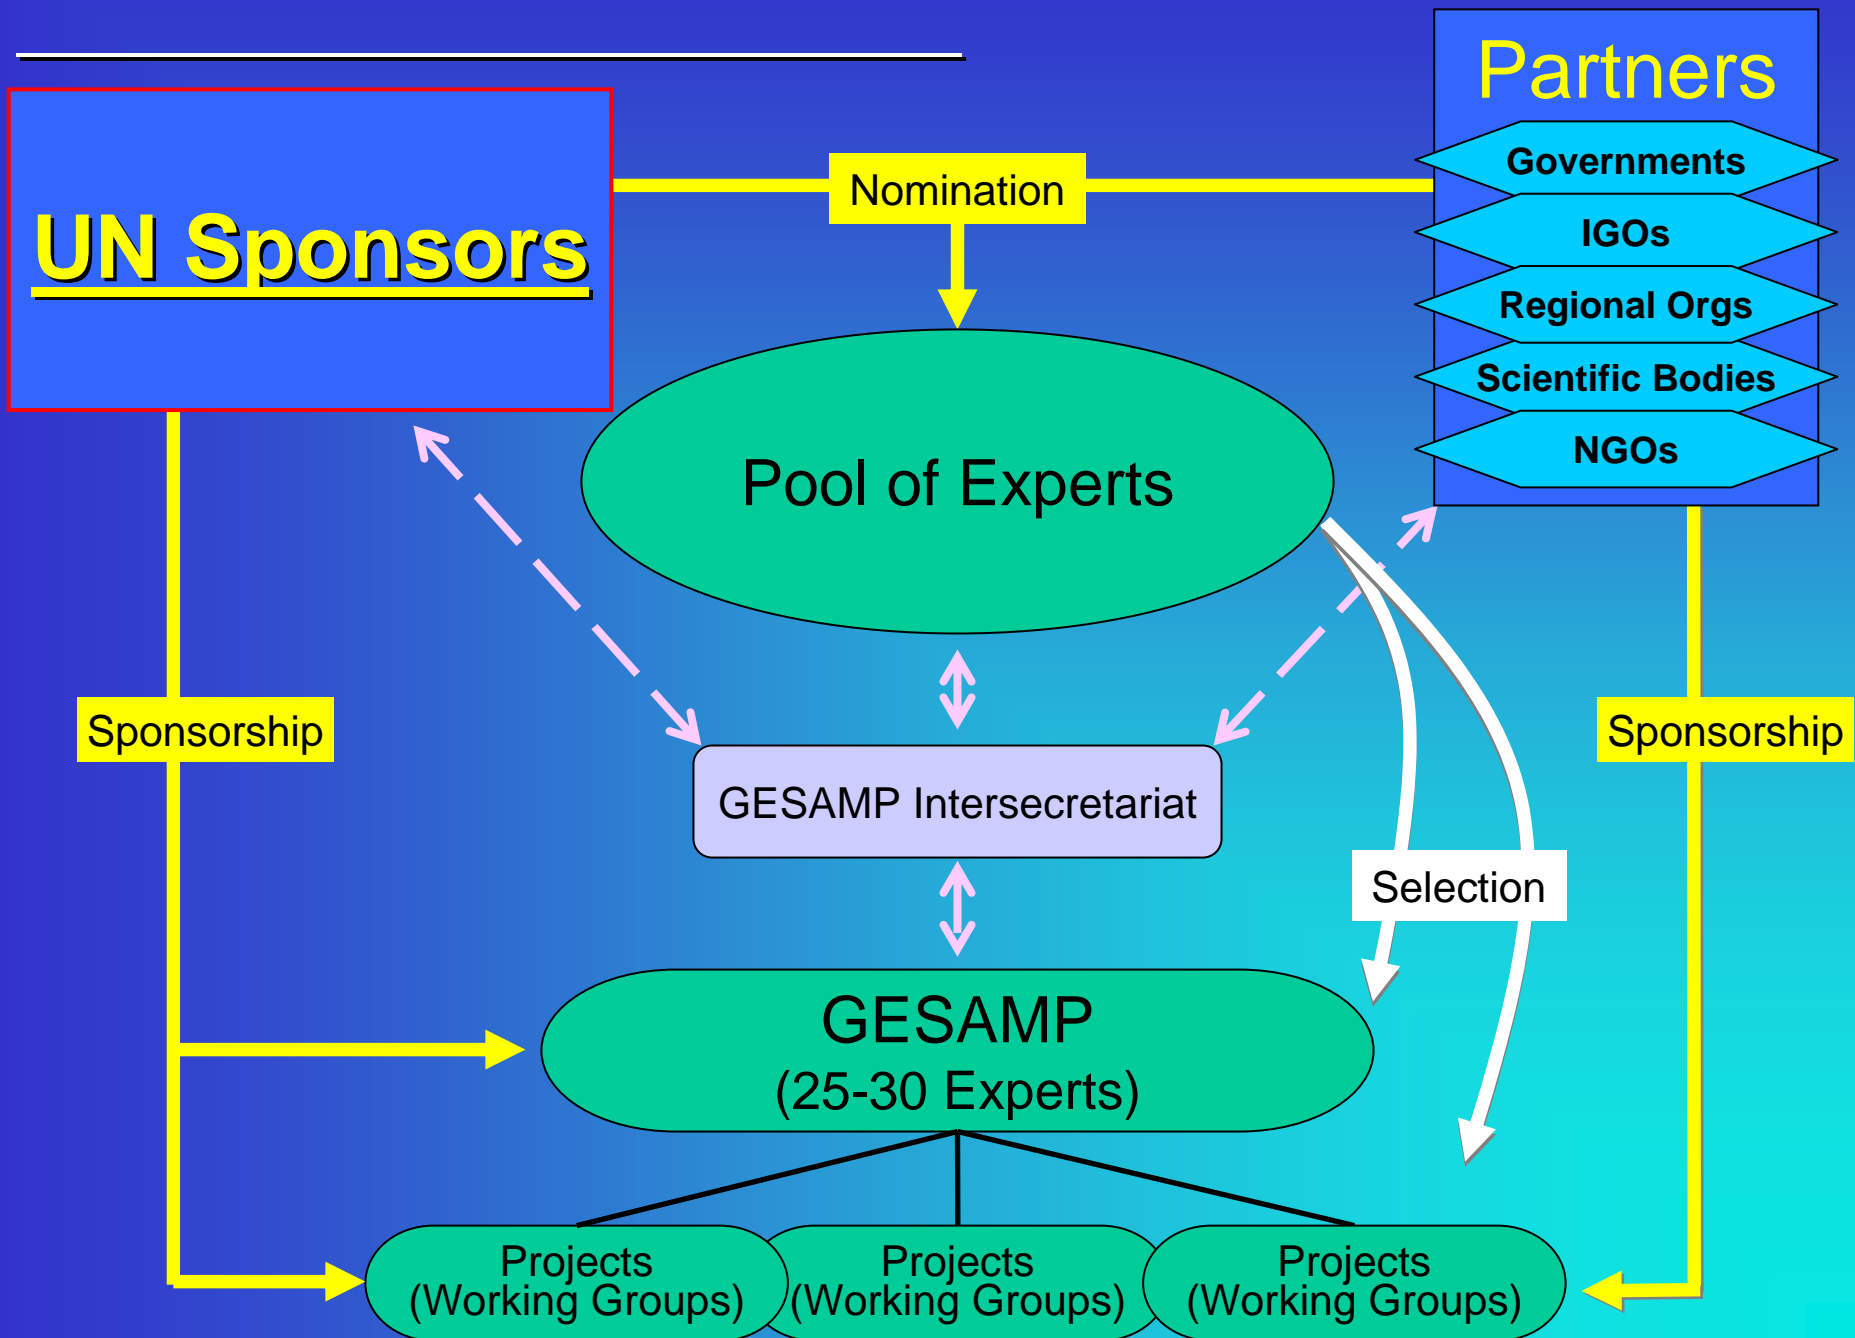 Partners
Governments
IGOs
Regional Orgs
Scientific Bodies
NGOs
UN Sponsors
Nomination
Pool of Experts
Sponsorship
Sponsorship
GESAMP Intersecretariat
Selection
GESAMP
(25-30 Experts)
Projects
(Working Groups)
Projects
(Working Groups)
Projects
(Working Groups)